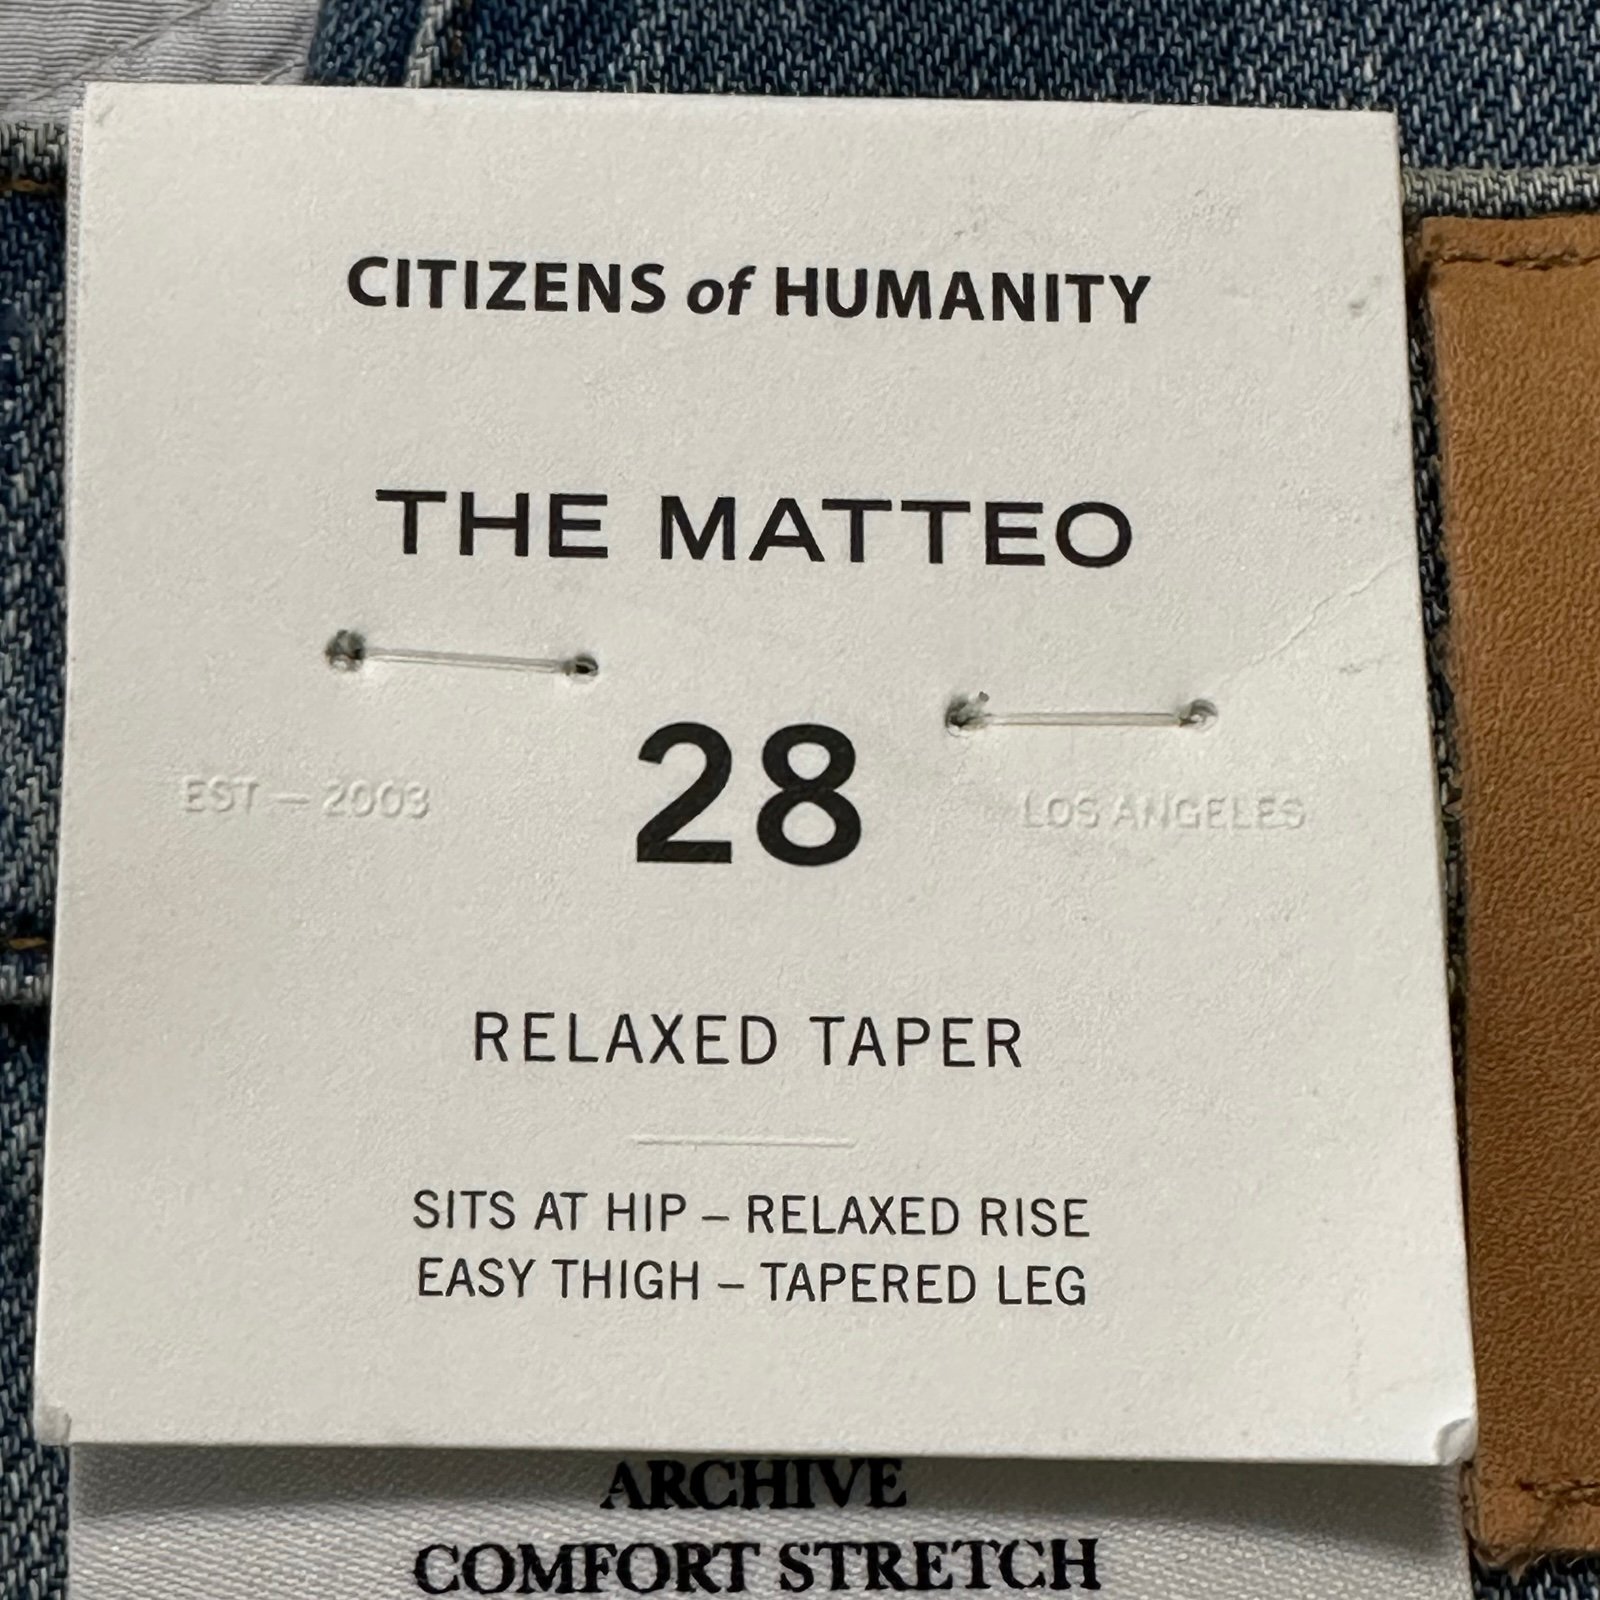 CITIZENS of HUMANITY
THE MATTEO
28
EST – 2003
LOS ANGELES
RELAXED TAPER
SITS AT HIP – RELAXED RISE
EASY THIGH – TAPERED LEG
ARCHIVE
COMFORT STRETCH